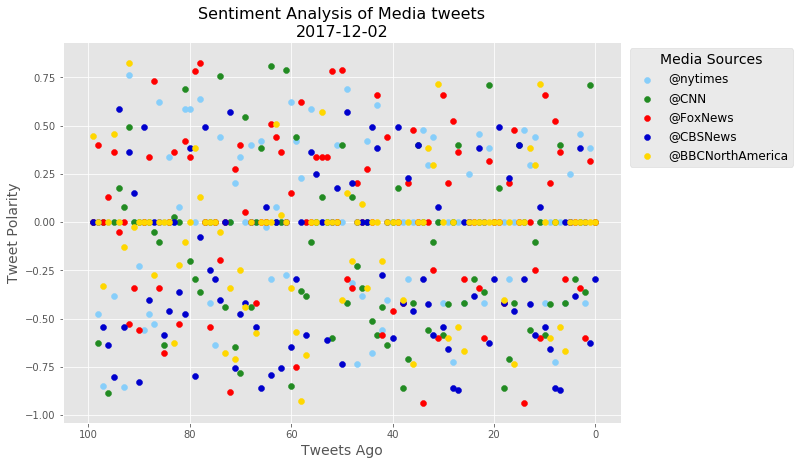 Sentiment Analysis of Media tweets
2017-12-02
Media Sources
@nytimes
@CNN
@FoxNews
@CBSNews
@BBCNorthAmerica
Tweet Polarity
0.75
0.50
0.25
0.00
−0.25
−0.50
−0.75
−1.00
100 80 60 40 20 0
Tweets Ago